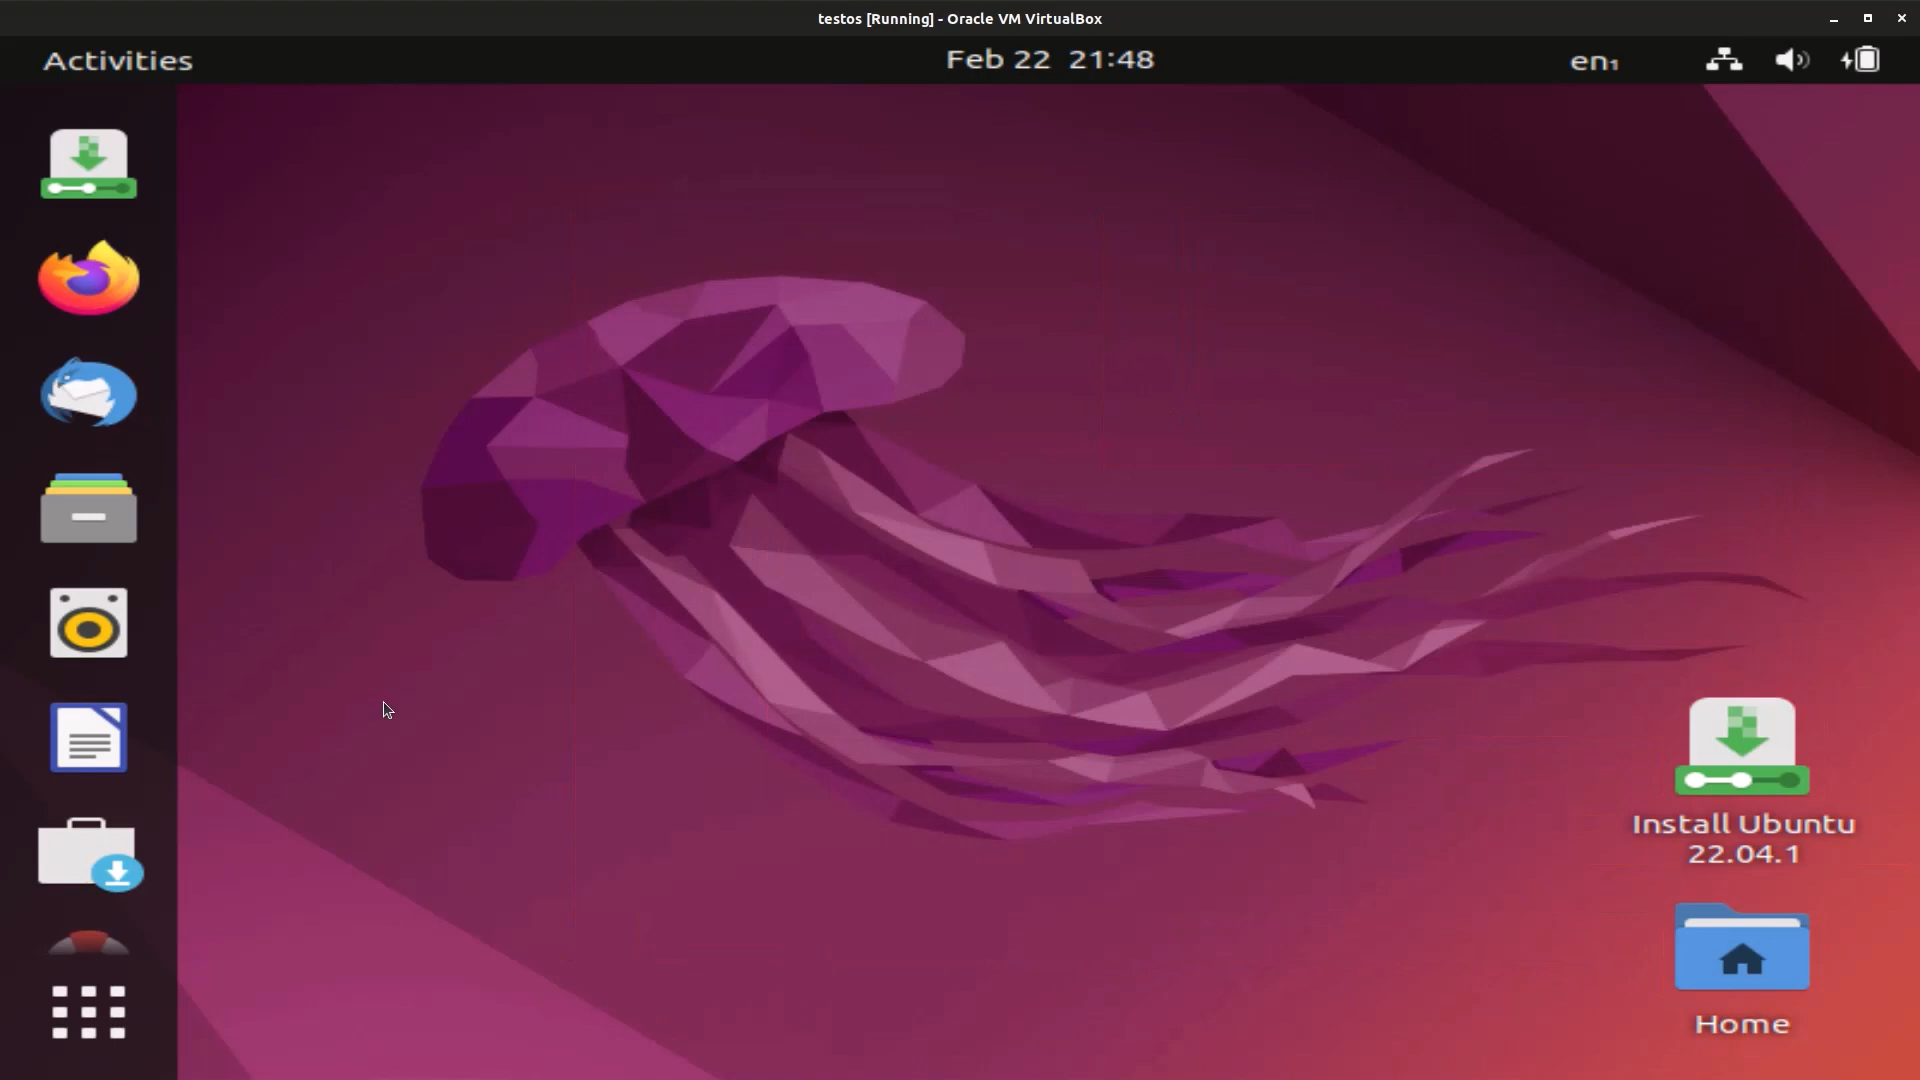 testos [Running] - Oracle VM VirtualBox
Activities
Feb 22 21:48
en₁
Install Ubuntu
22.04.1
Home